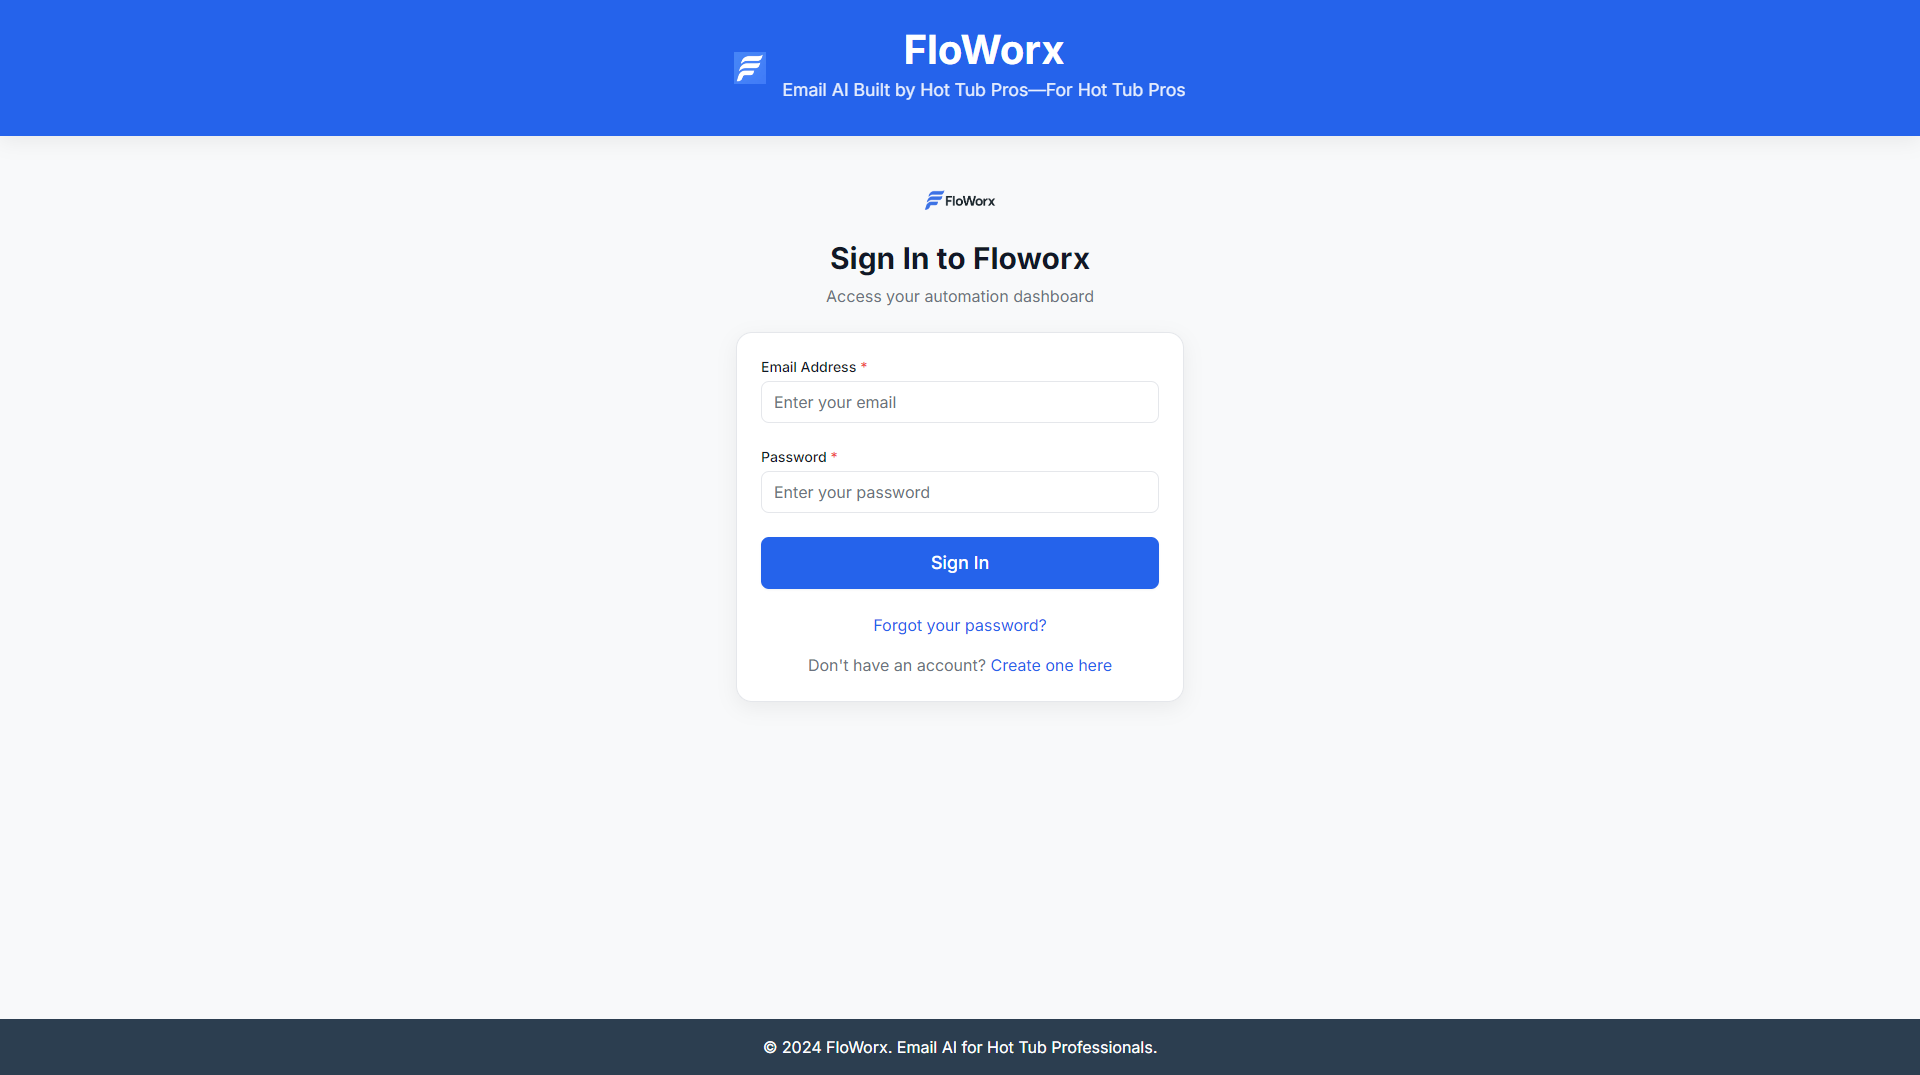 FloWorx
Email AI Built by Hot Tub Pros—For Hot Tub Pros
FloWorx
Sign In to Floworx
Access your automation dashboard
Email Address *
Enter your email
Password *
Enter your password
Sign In
Forgot your password?
Don't have an account? Create one here
© 2024 FloWorx. Email AI for Hot Tub Professionals.